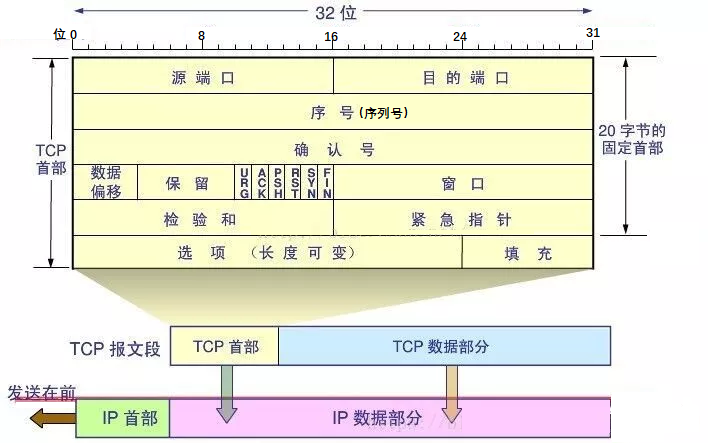 32 位
位 0 8 16 24 31
源 端 口 目 的 端 口
序 号 (序列号)
TCP 首部
20 字节的固定首部
确 认 号
数据偏移 保 留 URG ACK PSH RST SYN FIN 窗 口
检 验 和 紧 急 指 针
选 项 （长 度 可 变） 填 充
TCP 报文段 TCP 首部 TCP 数据部分
发送在前
IP 首部 IP 数据部分